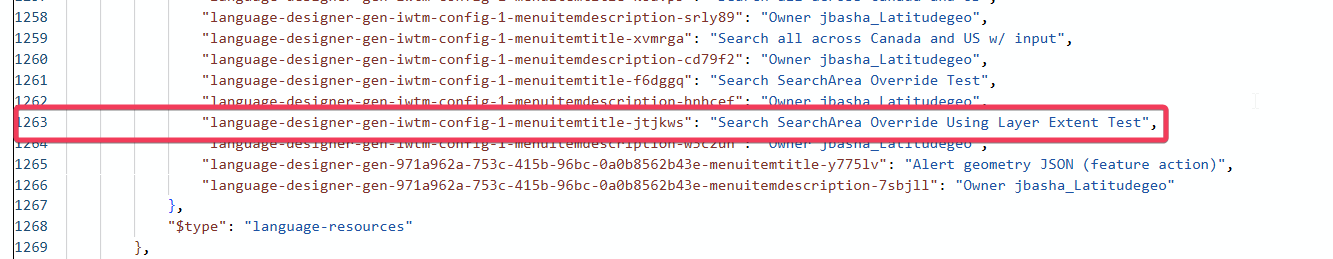 1258 "language-designer-gen-iwtm-config-1-menuitemdescription-srly89": "Owner jbasha_Latitudegeo",
1259 "language-designer-gen-iwtm-config-1-menuitemtitle-xvmrga": "Search all across Canada and US w/ input",
1260 "language-designer-gen-iwtm-config-1-menuitemdescription-cd79f2": "Owner jbasha_Latitudegeo",
1261 "language-designer-gen-iwtm-config-1-menuitemtitle-f6dggq": "Search SearchArea Override Test",
1262 "language-designer-gen-iwtm-config-1-menuitemdescription-hnhcef": "Owner jbasha_Latitudegeo",
1263 "language-designer-gen-iwtm-config-1-menuitemtitle-jtjkws": "Search SearchArea Override Using Layer Extent Test",
1264 "language-designer-gen-iwtm-config-1-menuitemdescription-w5c2uh": "Owner jbasha_Latitudegeo",
1265 "language-designer-gen-971a962a-753c-415b-96bc-0a0b8562b43e-menuitemtitle-y775lv": "Alert geometry JSON (feature action)",
1266 "language-designer-gen-971a962a-753c-415b-96bc-0a0b8562b43e-menuitemdescription-7sbjll": "Owner jbasha_Latitudegeo"
1267 },
1268 "$type": "language-resources"
1269 },